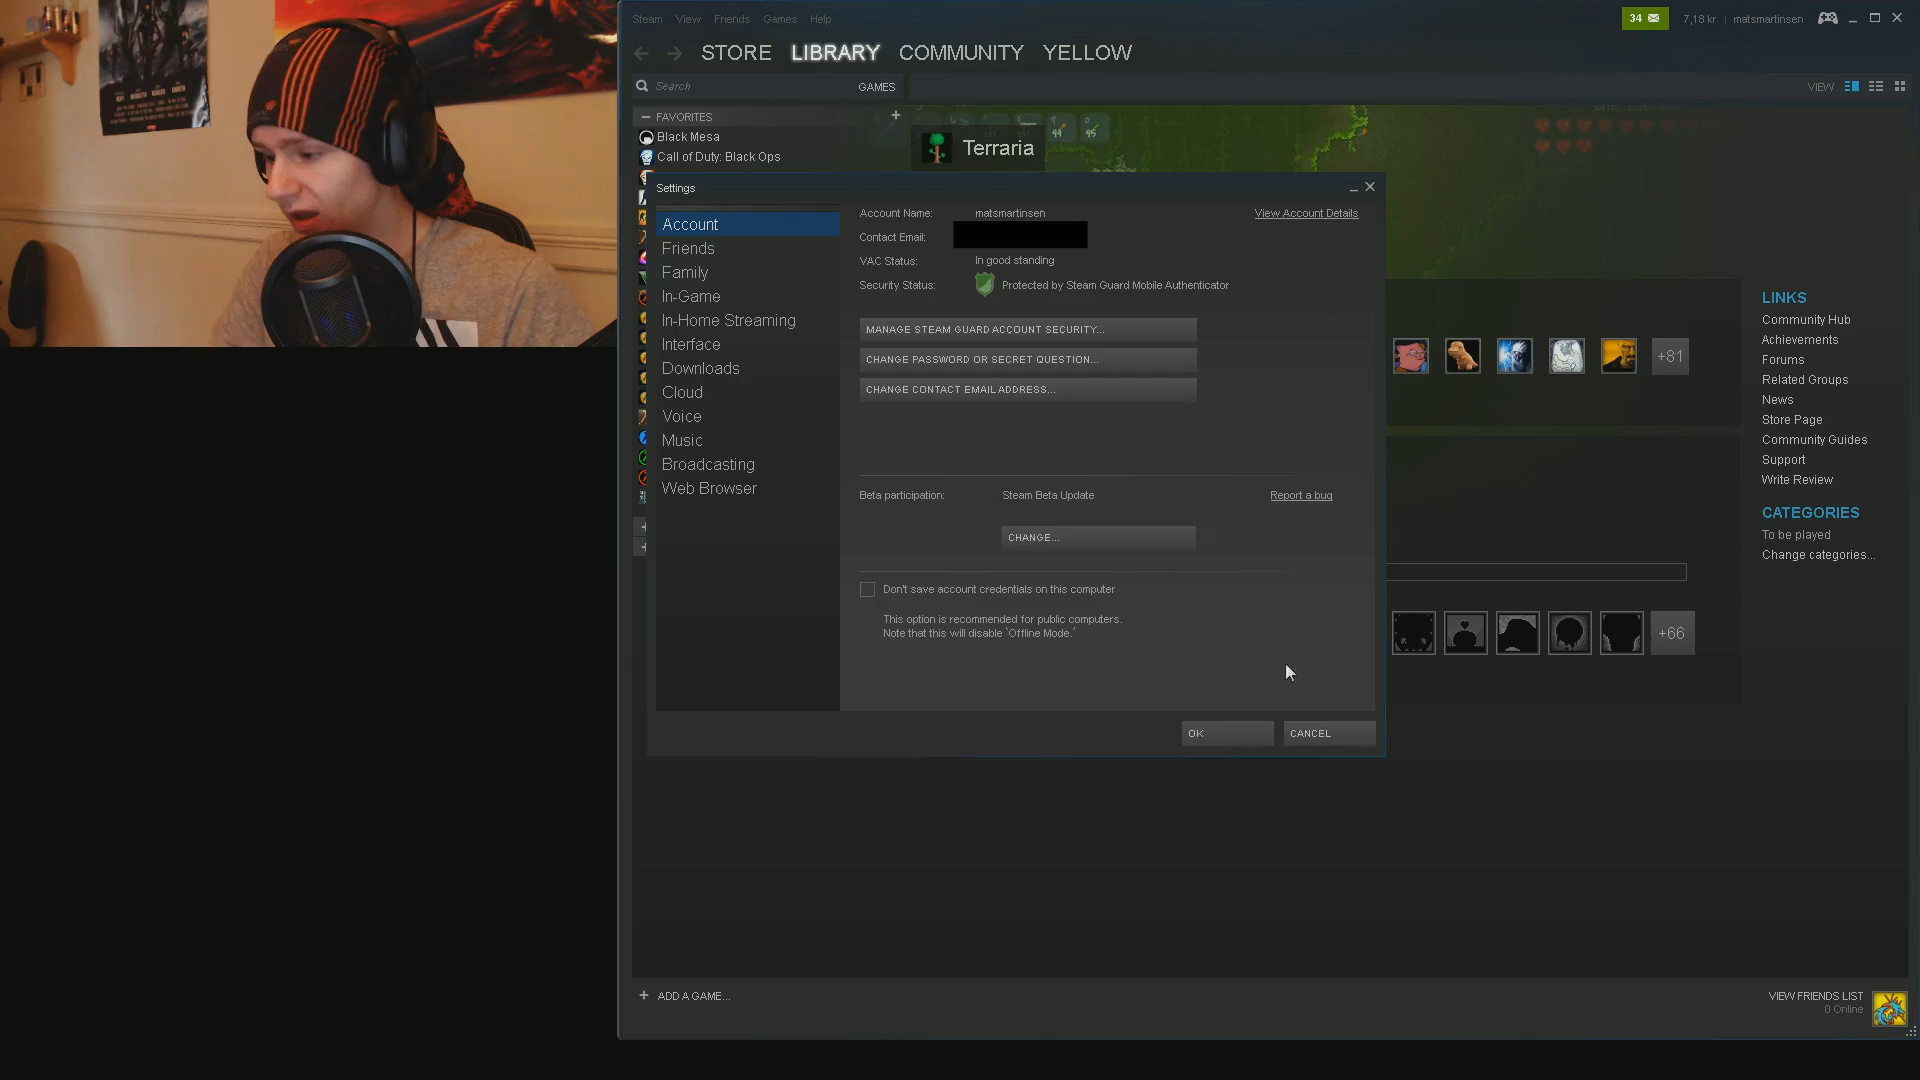 Steam View Friends Games Help
34
7,18 kr | matsmartinsen
STORE LIBRARY COMMUNITY YELLOW
Search
GAMES
VIEW
— FAVORITES
+
Black Mesa
Call of Duty: Black Ops
44
95
Terraria
Settings
Account
Friends
Family
In-Game
In-Home Streaming
Interface
Downloads
Cloud
Voice
Music
Broadcasting
Web Browser
Account Name: matsmartinsen
View Account Details
Contact Email:
VAC Status: In good standing
Security Status: Protected by Steam Guard Mobile Authenticator
MANAGE STEAM GUARD ACCOUNT SECURITY...
CHANGE PASSWORD OR SECRET QUESTION...
CHANGE CONTACT EMAIL ADDRESS...
Beta participation: Steam Beta Update
Report a bug
CHANGE...
Don't save account credentials on this computer
This option is recommended for public computers.
Note that this will disable `Offline Mode.'
OK
CANCEL
+81
+66
LINKS
Community Hub
Achievements
Forums
Related Groups
News
Store Page
Community Guides
Support
Write Review
CATEGORIES
To be played
Change categories...
+ ADD A GAME...
VIEW FRIENDS LIST
0 Online